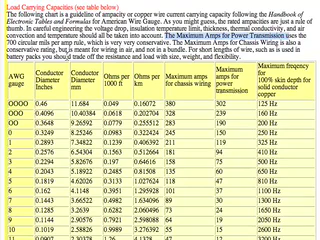 Load Carrying Capacities (see table below)
The following chart is a guideline of ampacity or copper wire current carrying capacity following the Handbook of
Electronic Tables and Formulas for American Wire Gauge. As you might guess, the rated ampacities are just a rule of
thumb. In careful engineering the voltage drop, insulation temperature limit, thickness, thermal conductivity, and air
convection and temperature should all be taken into account. The Maximum Amps for Power Transmission uses the
700 circular mils per amp rule, which is very very conservative. The Maximum Amps for Chassis Wiring is also a
conservative rating, but is meant for wiring in air, and not in a bundle. For short lengths of wire, such as is used in
battery packs you should trade off the resistance and load with size, weight, and flexibility.
AWG gauge Conductor Diameter Inches Conductor Diameter mm Ohms per 1000 ft Ohms per km Maximum amps for chassis wiring Maximum amps for power transmission Maximum freqency for 100% skin depth for solid conductor copper
OOOO 0.46 11.684 0.049 0.16072 380 302 125 Hz
OOO 0.4096 10.40384 0.0618 0.202704 328 239 160 Hz
OO 0.3648 9.26592 0.0779 0.255512 283 190 200 Hz
0 0.3249 8.25246 0.0983 0.322424 245 150 250 Hz
1 0.2893 7.34822 0.1239 0.406392 211 119 325 Hz
2 0.2576 6.54304 0.1563 0.512664 181 94 410 Hz
3 0.2294 5.82676 0.197 0.64616 158 75 500 Hz
4 0.2043 5.18922 0.2485 0.81508 135 60 650 Hz
5 0.1819 4.62026 0.3133 1.027624 118 47 810 Hz
6 0.162 4.1148 0.3951 1.295928 101 37 1100 Hz
7 0.1443 3.66522 0.4982 1.634096 89 30 1300 Hz
8 0.1285 3.2639 0.6282 2.060496 73 24 1650 Hz
9 0.1144 2.90576 0.7921 2.598088 64 19 2050 Hz
10 0.1019 2.58826 0.9989 3.276392 55 15 2600 Hz
11 0.0907 2.30378 1.26 4.1328 47 12 3200 Hz